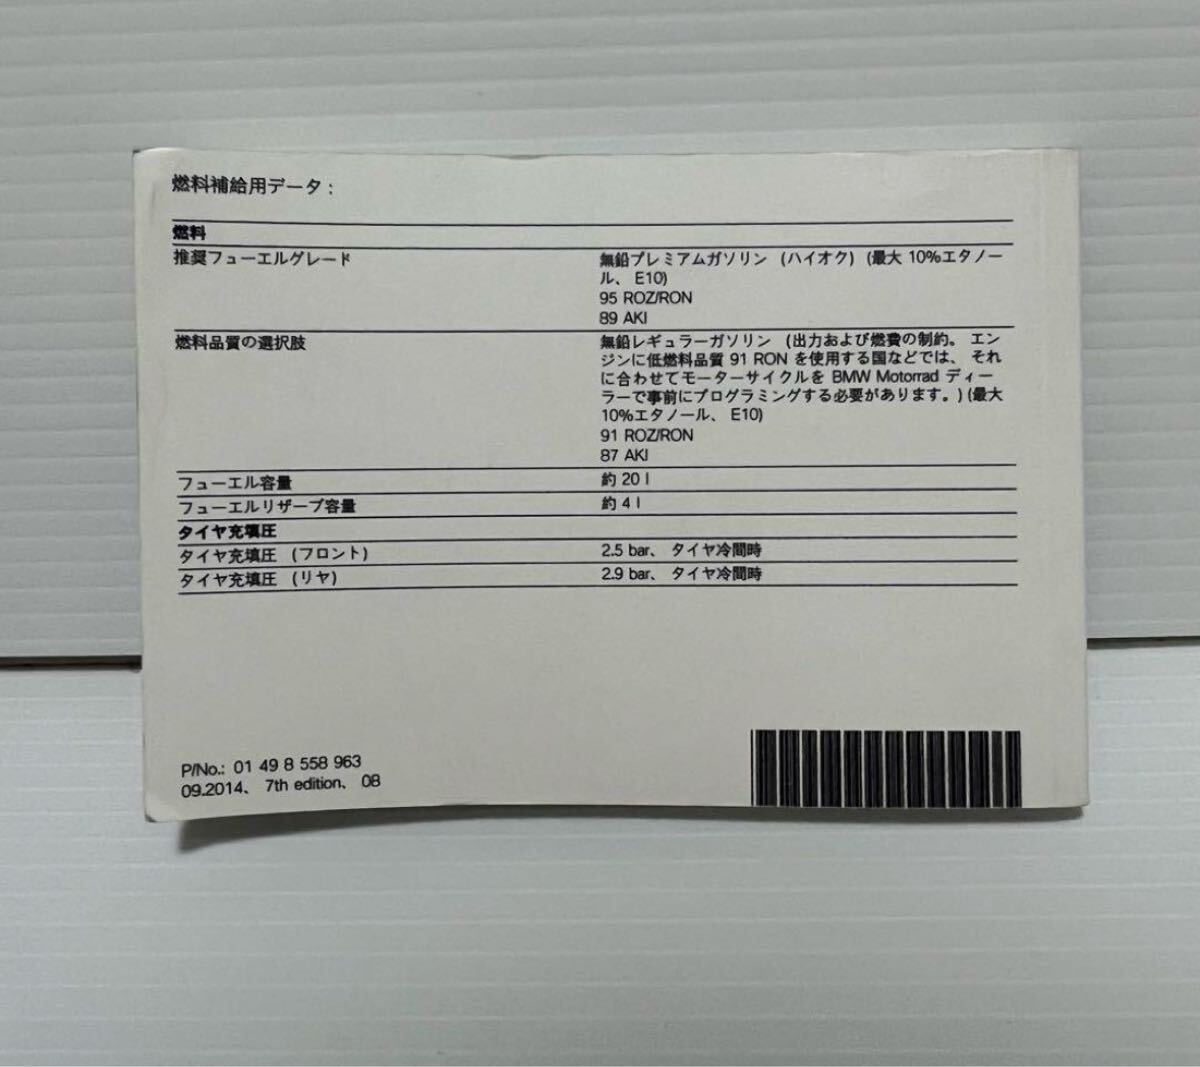 燃料補給用データ：
燃料
推奨フューエルグレード
無鉛プレミアムガソリン (ハイオク) (最大 10%エタノー
ル、 E10)
95 ROZ/RON
89 AKI
燃料品質の選択肢
無鉛レギュラーガソリン (出力および燃費の制約。 エン
ジンに低燃料品質 91 RON を使用する国などでは、 それ
に合わせてモーターサイクルを BMW Motorrad ディー
ラーで事前にプログラミングする必要があります。) (最大
10%エタノール、 E10)
91 ROZ/RON
87 AKI
フューエル容量
約 20 l
フューエルリザーブ容量
約 4 l
タイヤ充填圧
タイヤ充填圧 (フロント)
2.5 bar、 タイヤ冷間時
タイヤ充填圧 (リヤ)
2.9 bar、 タイヤ冷間時
P/No.: 01 49 8 558 963
09.2014、 7th edition、 08